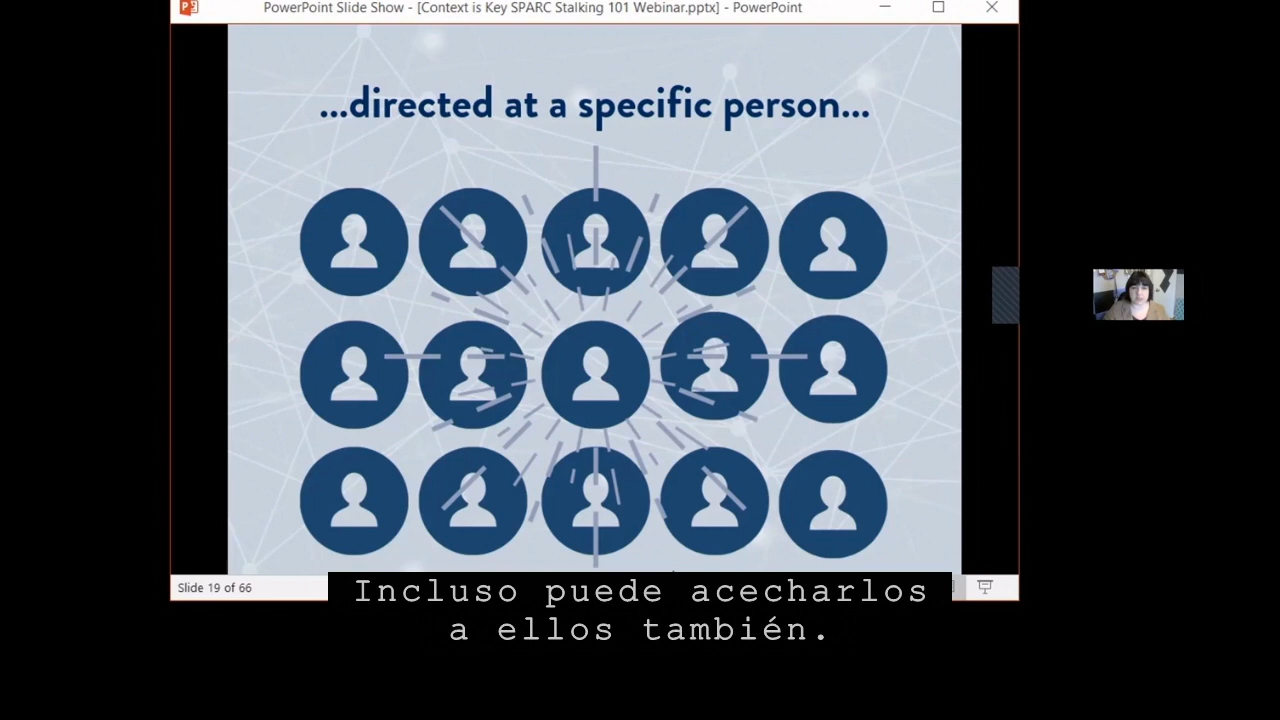 PowerPoint Slide Show - [Context is Key SPARC Stalking 101 Webinar.pptx] - PowerPoint
...directed at a specific person...
Slide 19 of 66
Incluso puede acecharlos
a ellos también.